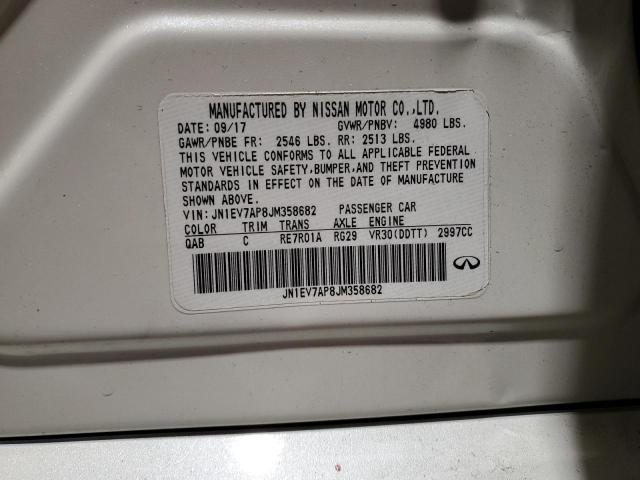 MANUFACTURED BY NISSAN MOTOR CO.,LTD.
DATE: 09/17 GVWR/PNBV: 4980 LBS.
GAWR/PNBE FR: 2546 LBS. RR: 2513 LBS.
THIS VEHICLE CONFORMS TO ALL APPLICABLE FEDERAL
MOTOR VEHICLE SAFETY,BUMPER,AND THEFT PREVENTION
STANDARDS IN EFFECT ON THE DATE OF MANUFACTURE
SHOWN ABOVE.
VIN: JN1EV7AP8JM358682 PASSENGER CAR
COLOR TRIM TRANS AXLE ENGINE
QAB C RE7R01A RG29 VR30(DDTT) 2997CC
JN1EV7AP8JM358682